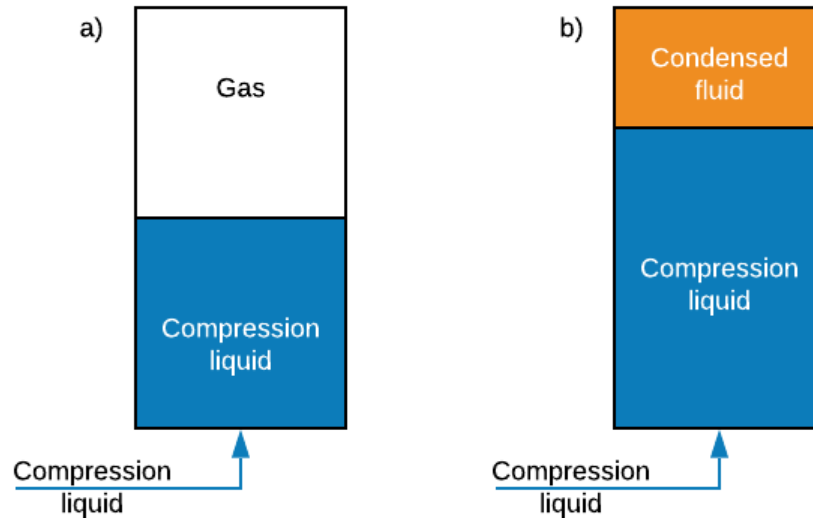 a)
Gas
Compression
liquid
Compression
liquid
b)
Condensed
fluid
Compression
liquid
Compression
liquid